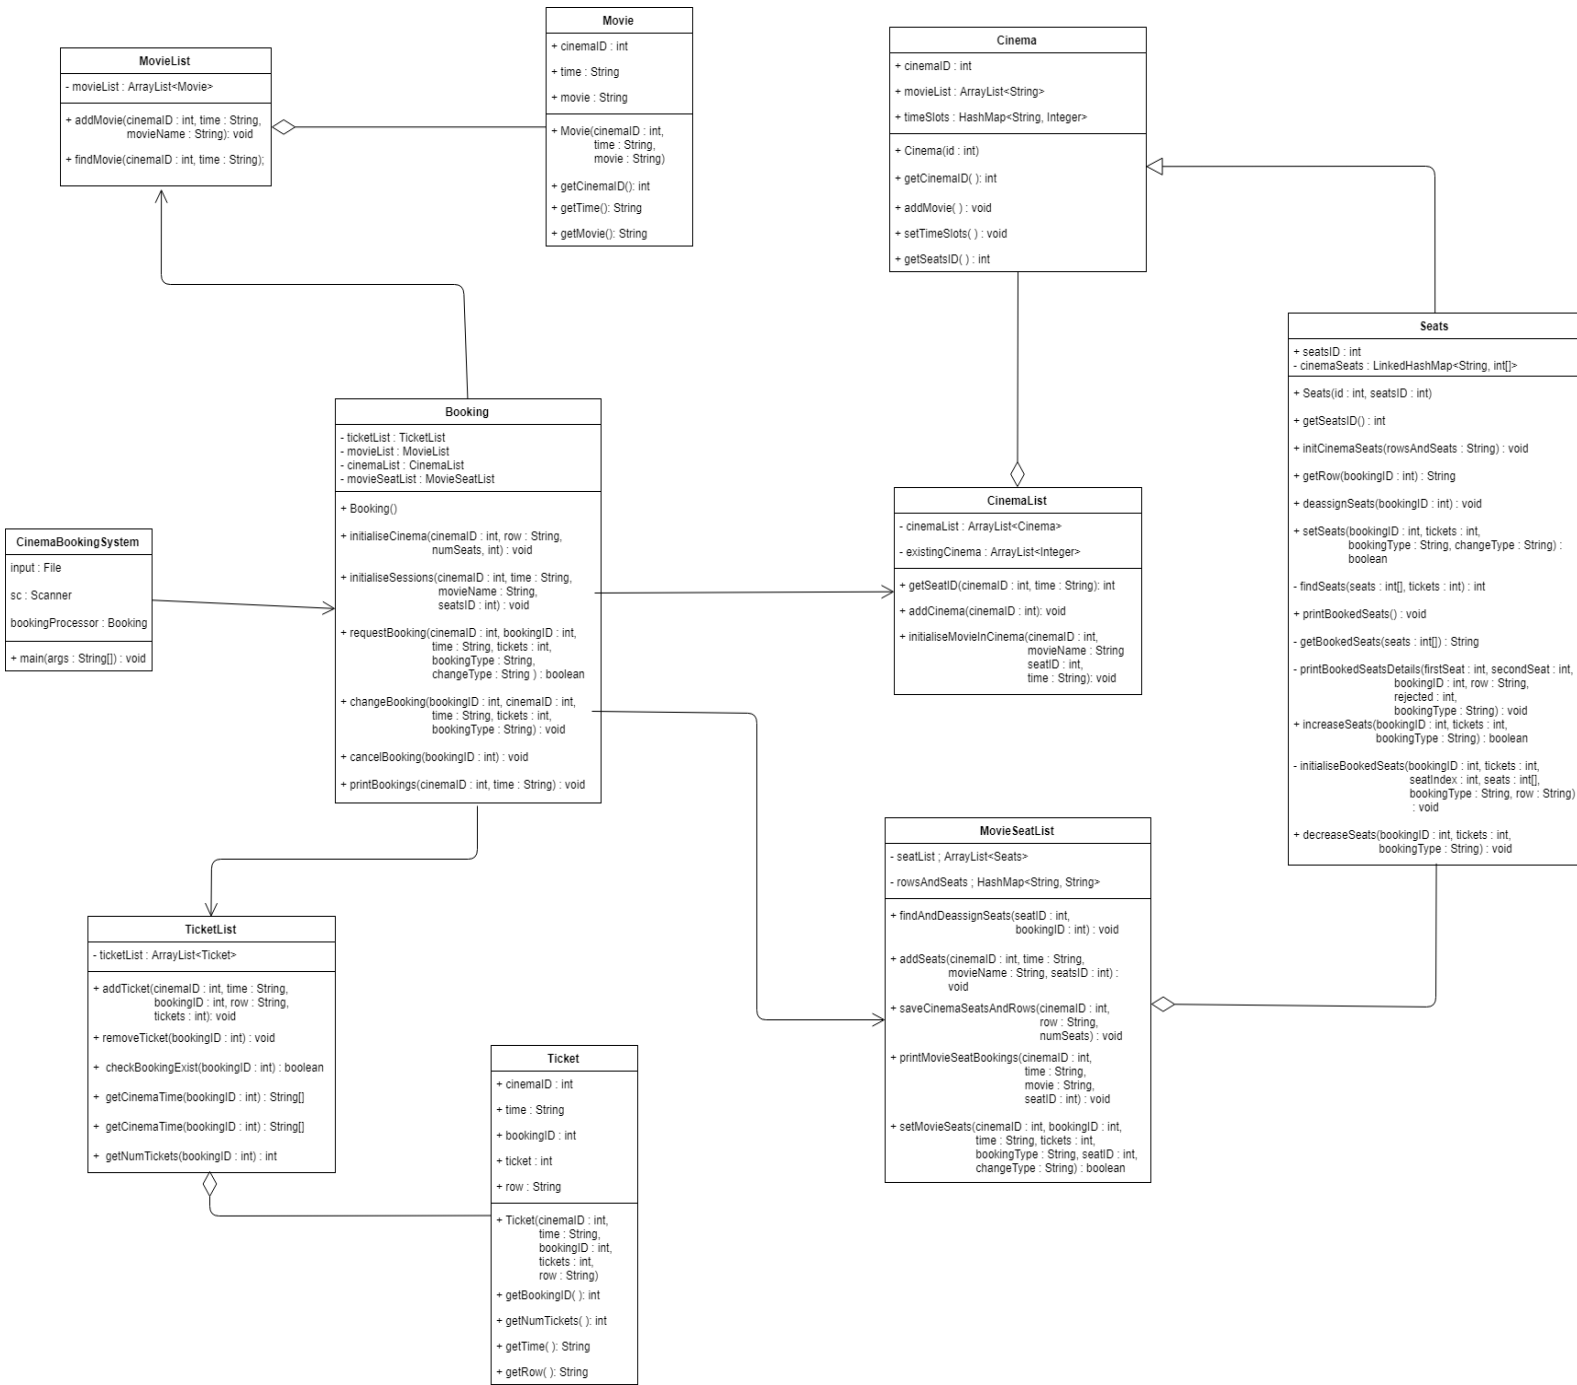 Movie
+ cinemaID : int
+ time : String
+ movie : String
+ Movie(cinemaID : int,
time : String,
movie : String)
+ getCinemaID(): int
+ getTime(): String
+ getMovie(): String
MovieList
- movieList : ArrayList<Movie>
+ addMovie(cinemaID : int, time : String,
movieName : String): void
+ findMovie(cinemaID : int, time : String);
Cinema
+ cinemaID : int
+ movieList : ArrayList<String>
+ timeSlots : HashMap<String, Integer>
+ Cinema(id : int)
+ getCinemaID( ): int
+ addMovie( ) : void
+ setTimeSlots( ) : void
+ getSeatsID( ) : int
Seats
+ seatsID : int
- cinemaSeats : LinkedHashMap<String, int[]>
+ Seats(id : int, seatsID : int)
+ getSeatsID() : int
+ initCinemaSeats(rowsAndSeats : String) : void
+ getRow(bookingID : int) : String
+ deassignSeats(bookingID : int) : void
+ setSeats(bookingID : int, tickets : int,
bookingType : String, changeType : String) :
boolean
- findSeats(seats : int[], tickets : int) : int
+ printBookedSeats() : void
- getBookedSeats(seats : int[]) : String
- printBookedSeatsDetails(firstSeat : int, secondSeat : int,
bookingID : int, row : String,
rejected : int,
bookingType : String) : void
+ increaseSeats(bookingID : int, tickets : int,
bookingType : String) : boolean
- initialiseBookedSeats(bookingID : int, tickets : int,
seatIndex : int, seats : int[],
bookingType : String, row : String)
: void
+ decreaseSeats(bookingID : int, tickets : int,
bookingType : String) : void
Booking
- ticketList : TicketList
- movieList : MovieList
- cinemaList : CinemaList
- movieSeatList : MovieSeatList
+ Booking()
+ initialiseCinema(cinemaID : int, row : String,
numSeats, int) : void
+ initialiseSessions(cinemaID : int, time : String,
movieName : String,
seatsID : int) : void
+ requestBooking(cinemaID : int, bookingID : int,
time : String, tickets : int,
bookingType : String,
changeType : String ) : boolean
+ changeBooking(bookingID : int, cinemaID : int,
time : String, tickets : int,
bookingType : String) : void
+ cancelBooking(bookingID : int) : void
+ printBookings(cinemaID : int, time : String) : void
CinemaBookingSystem
input : File
sc : Scanner
bookingProcessor : Booking
+ main(args : String[]) : void
CinemaList
- cinemaList : ArrayList<Cinema>
- existingCinema : ArrayList<Integer>
+ getSeatID(cinemaID : int, time : String): int
+ addCinema(cinemaID : int): void
+ initialiseMovieInCinema(cinemaID : int,
movieName : String
seatID : int,
time : String): void
MovieSeatList
- seatList ; ArrayList<Seats>
- rowsAndSeats ; HashMap<String, String>
+ findAndDeassignSeats(seatID : int,
bookingID : int) : void
+ addSeats(cinemaID : int, time : String,
movieName : String, seatsID : int) :
void
+ saveCinemaSeatsAndRows(cinemaID : int,
row : String,
numSeats) : void
+ printMovieSeatBookings(cinemaID : int,
time : String,
movie : String,
seatID : int) : void
+ setMovieSeats(cinemaID : int, bookingID : int,
time : String, tickets : int,
bookingType : String, seatID : int,
changeType : String) : boolean
TicketList
- ticketList : ArrayList<Ticket>
+ addTicket(cinemaID : int, time : String,
bookingID : int, row : String,
tickets : int): void
+ removeTicket(bookingID : int) : void
+ checkBookingExist(bookingID : int) : boolean
+ getCinemaTime(bookingID : int) : String[]
+ getCinemaTime(bookingID : int) : String[]
+ getNumTickets(bookingID : int) : int
Ticket
+ cinemaID : int
+ time : String
+ bookingID : int
+ ticket : int
+ row : String
+ Ticket(cinemaID : int,
time : String,
bookingID : int,
tickets : int,
row : String)
+ getBookingID( ): int
+ getNumTickets( ): int
+ getTime( ): String
+ getRow( ): String